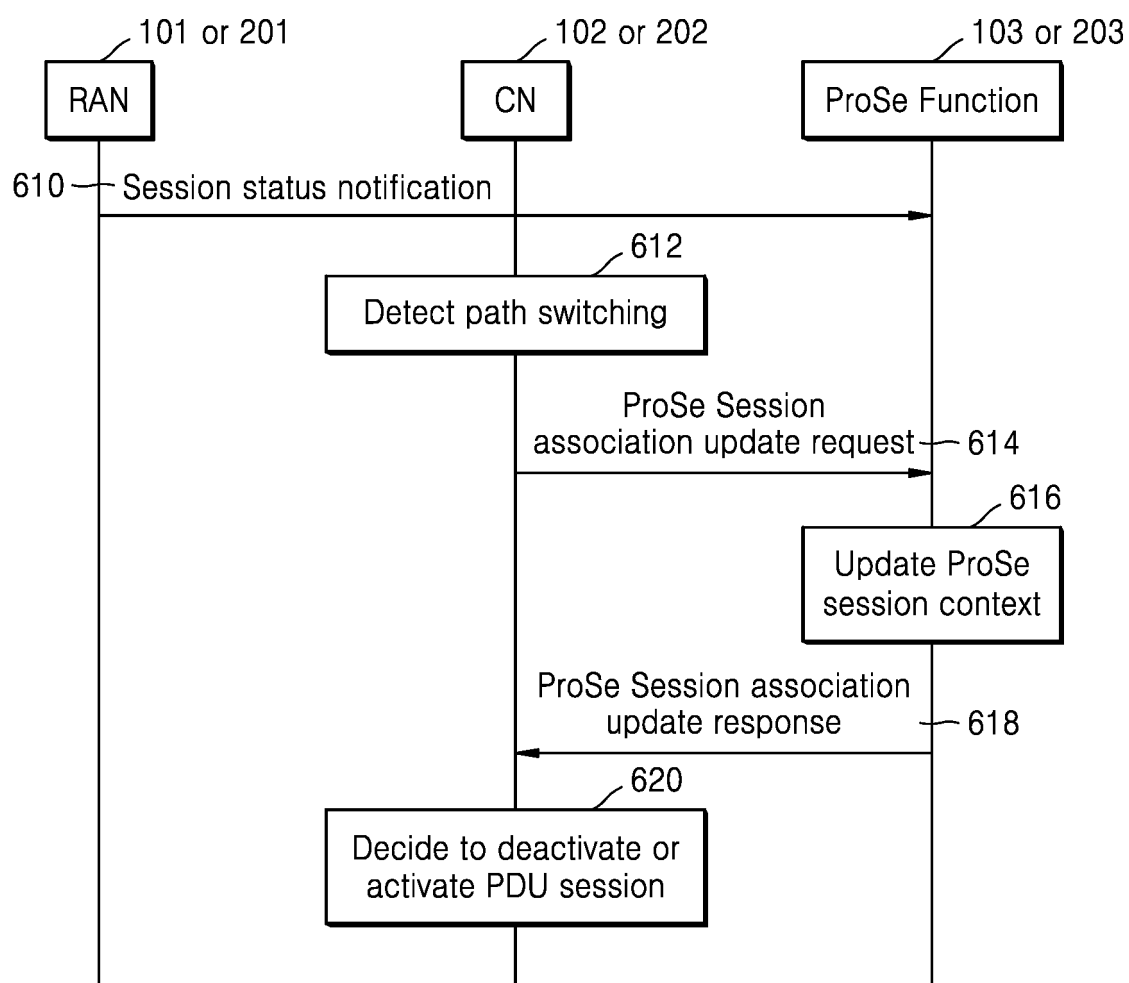 101 or 201
102 or 202
103 or 203
RAN
CN
ProSe Function
610
Session status notification
612
Detect path switching
ProSe Session
association update request
614
616
Update ProSe
session context
ProSe Session association
update response
618
620
Decide to deactivate or
activate PDU session